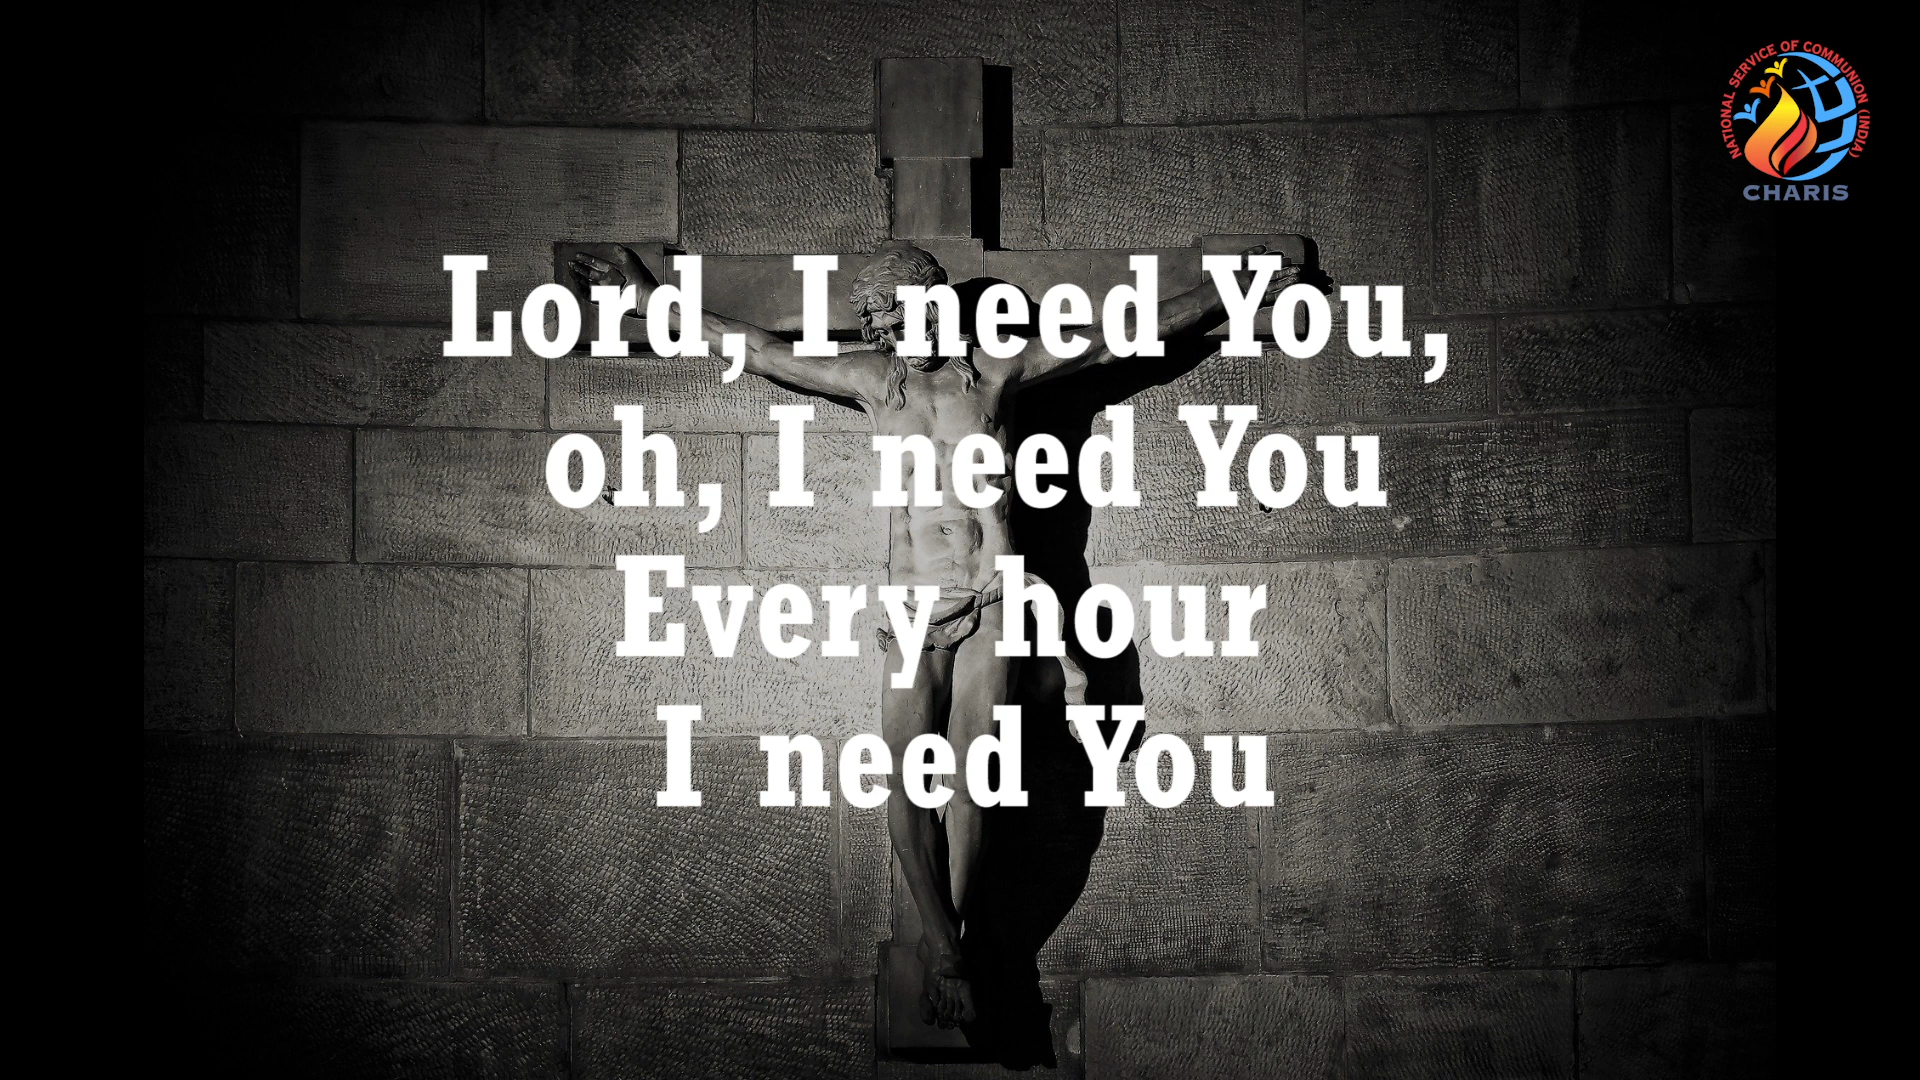 NATIONAL SERVICE OF COMMUNION (INDIA)
CHARIS
Lord, I need You,
oh, I need You
Every hour
I need You